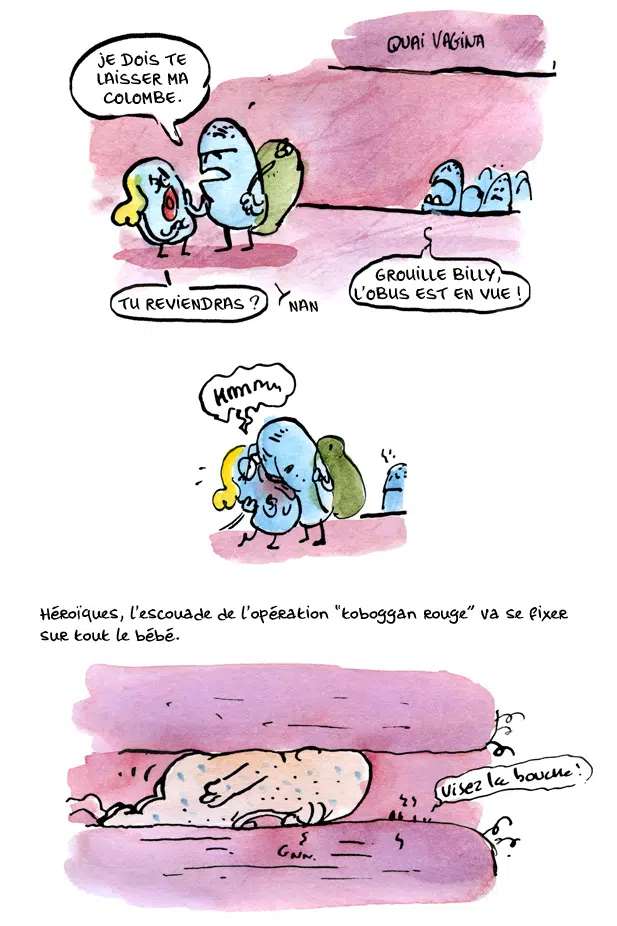 QUAI VAGINA
JE DOIS TE
LAISSER MA
COLOMBE.
TU REVIENDRAS ?
NAN
GROUILLE BILLY,
L'OBUS EST EN VUE !
HMMMM
Héroïques, l'escouade de l'opération "toboggan rouge" va se fixer
sur tout le bébé.
Visez la bouche !
GNN.